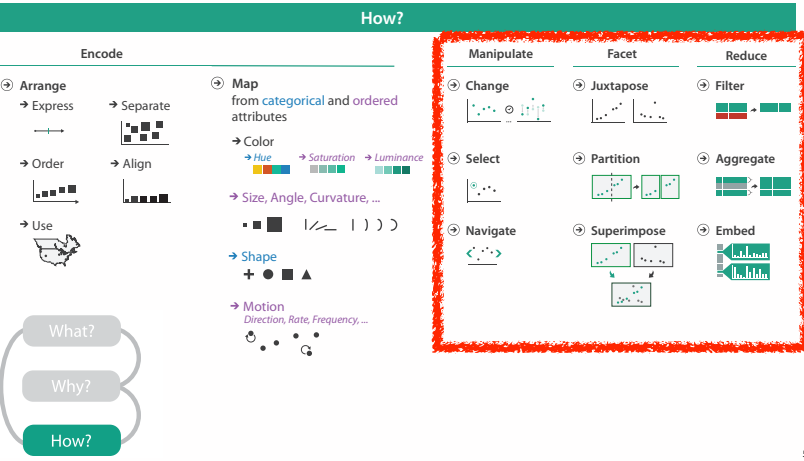 How?
Encode
Arrange
Express
Separate
Order
Align
Use
Map
from categorical and ordered
attributes
Color
Hue
Saturation
Luminance
Size, Angle, Curvature, ...
Shape
Motion
Direction, Rate, Frequency, ...
Manipulate
Change
...
Select
Navigate
Facet
Juxtapose
Partition
Superimpose
Reduce
Filter
Aggregate
Embed
What?
Why?
How?